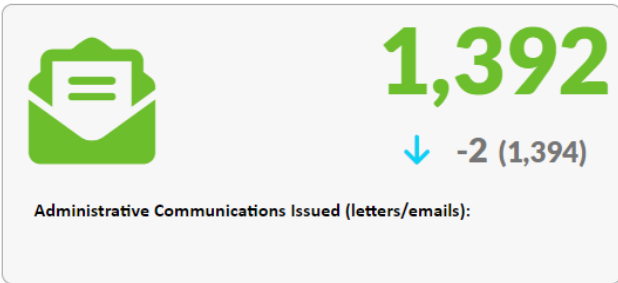 1,392
-2 (1,394)
Administrative Communications Issued (letters/emails):